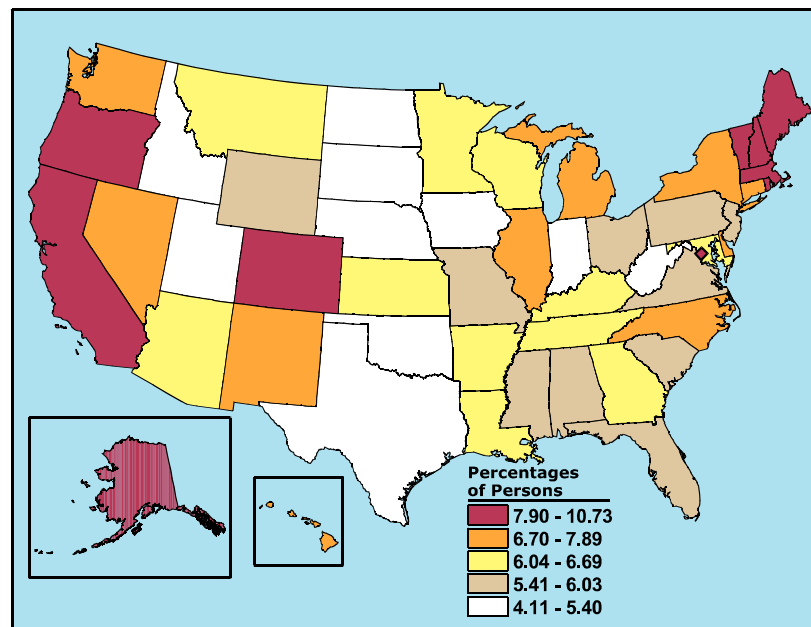 Percentages
of Persons
7.90 - 10.73
6.70 - 7.89
6.04 - 6.69
5.41 - 6.03
4.11 - 5.40